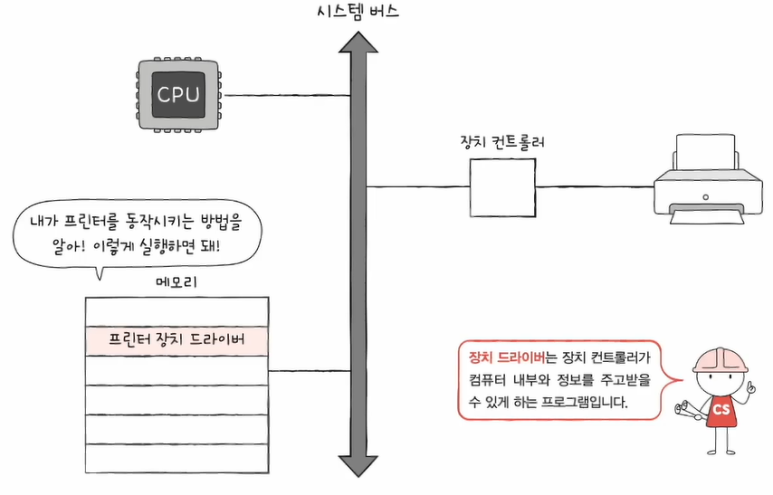 시스템 버스
CPU
장치 컨트롤러
내가 프린터를 동작시키는 방법을
알아! 이렇게 실행하면 돼!
메모리
프린터 장치 드라이버
장치 드라이버는 장치 컨트롤러가
컴퓨터 내부와 정보를 주고받을
수 있게 하는 프로그램입니다.
CS